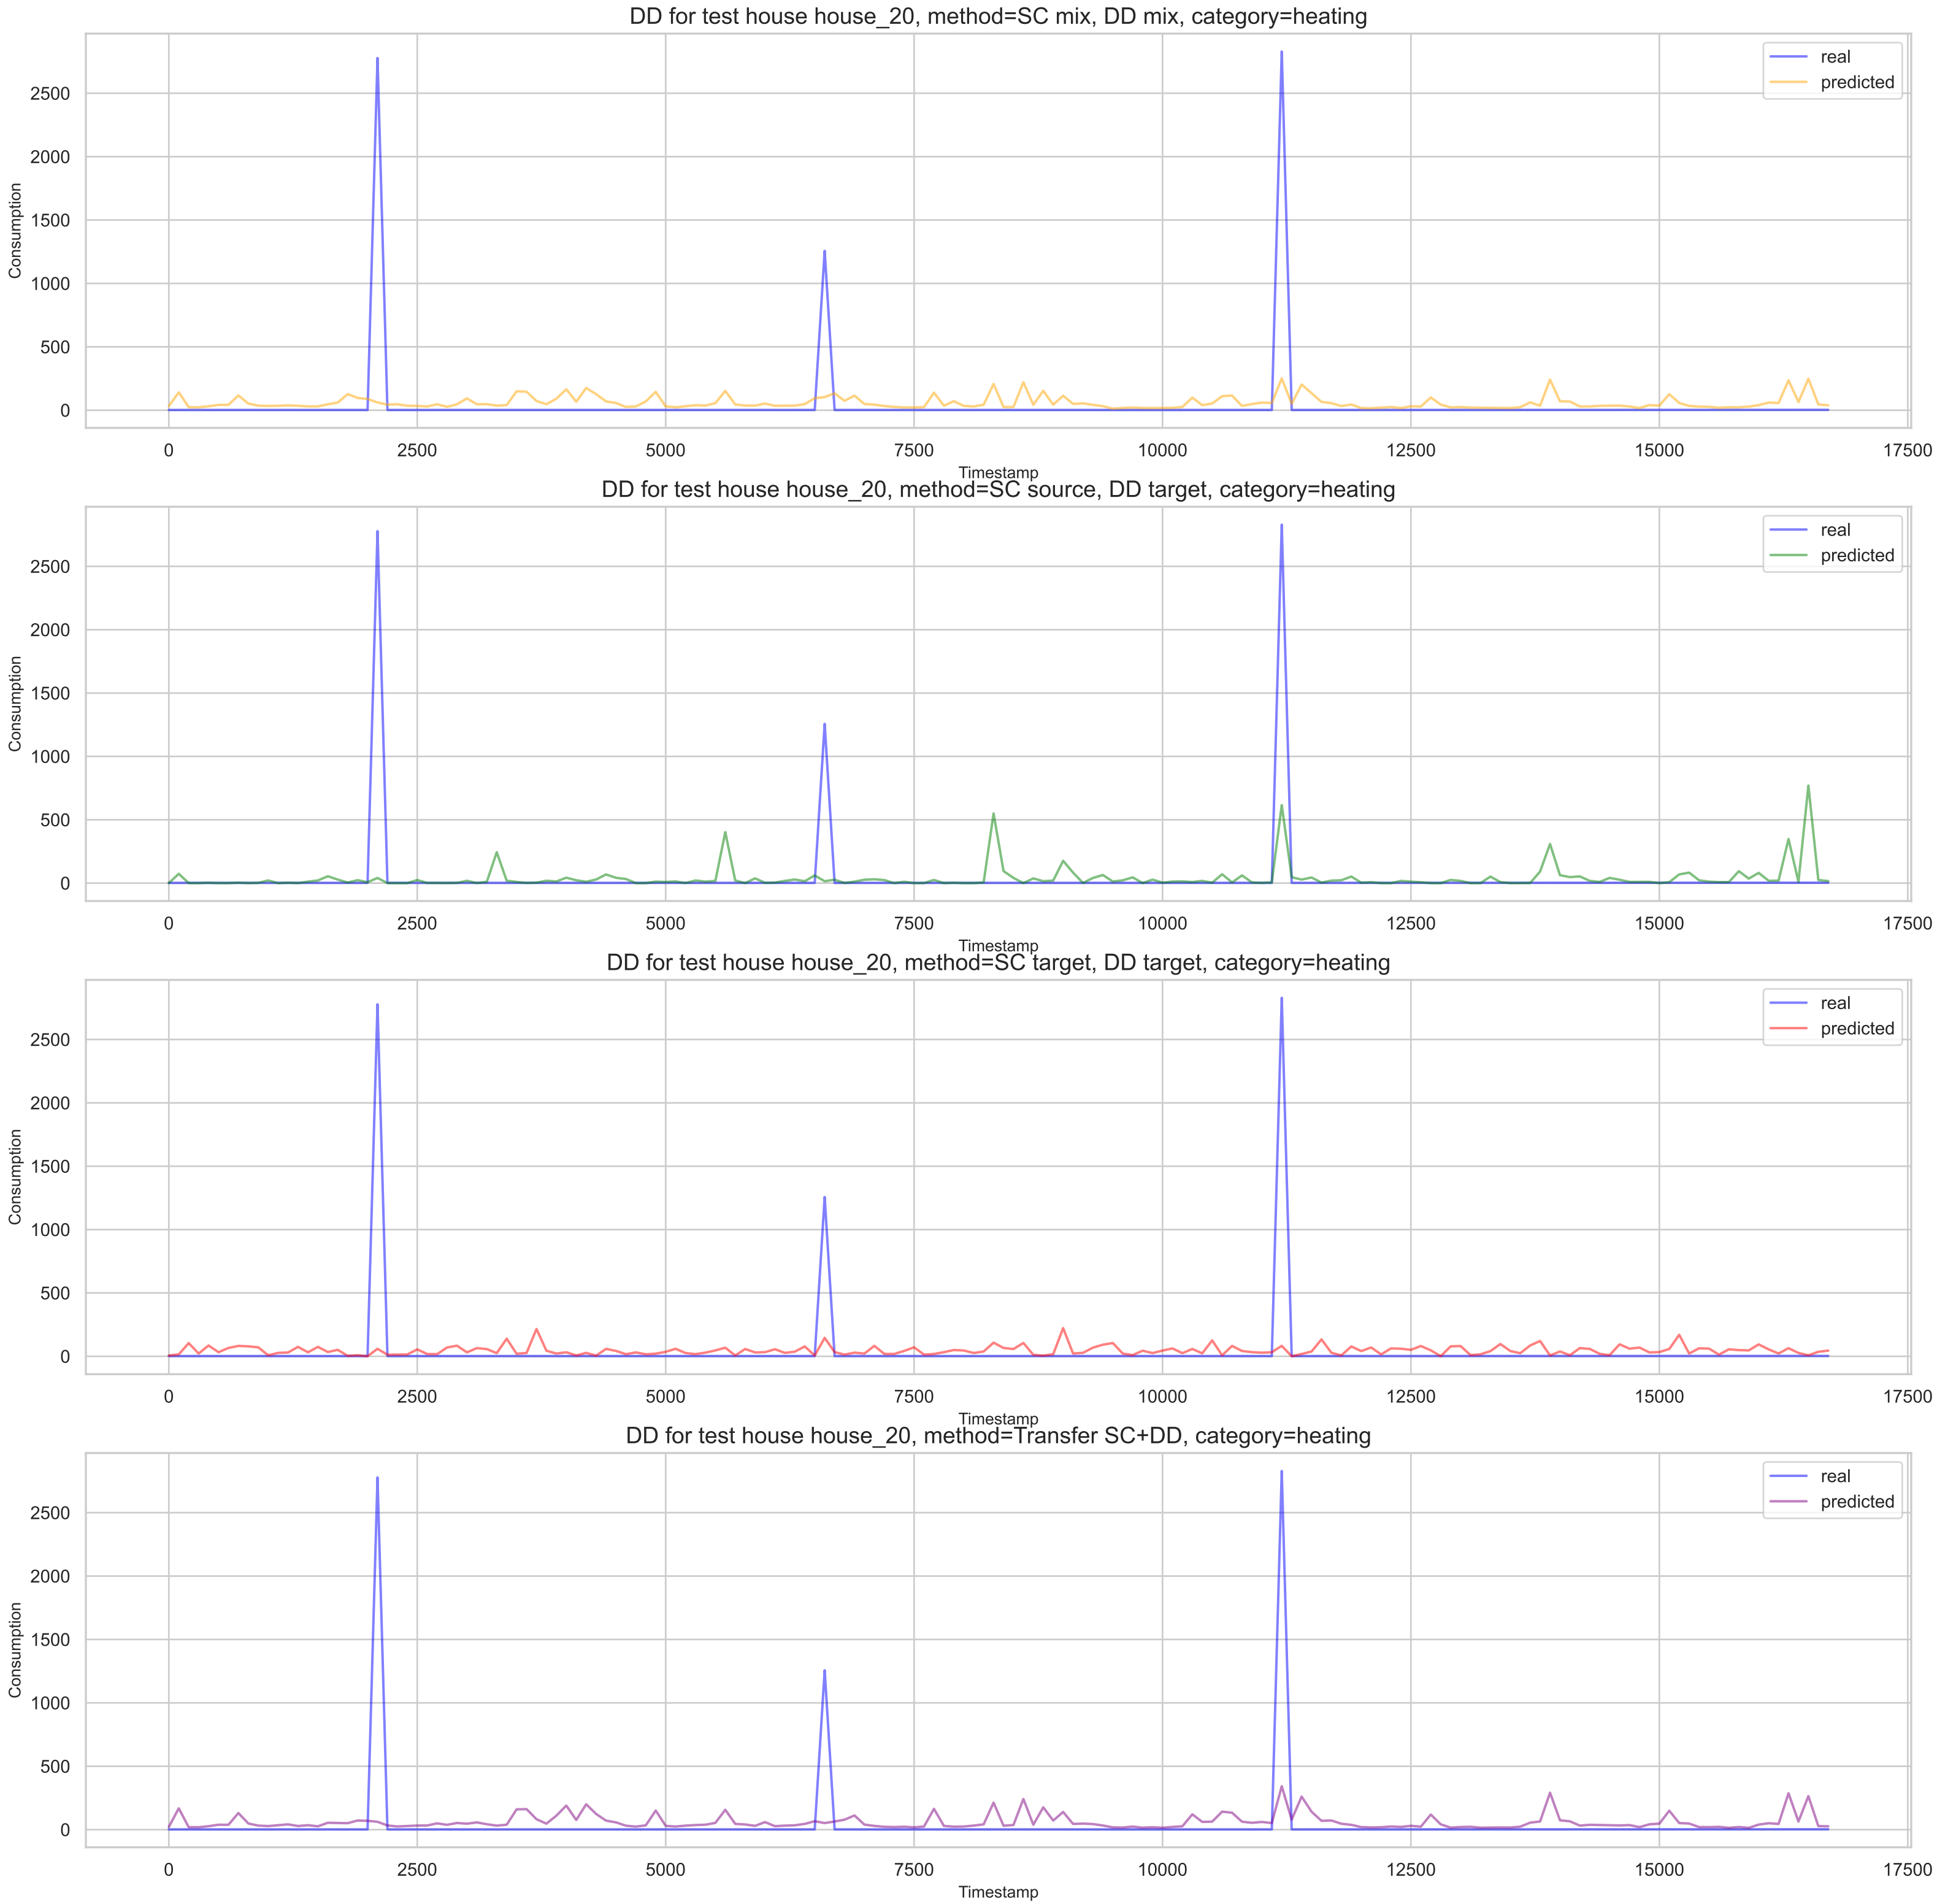 DD for test house house_20, method=SC mix, DD mix, category=heating
real
predicted
2500
2000
1500
1000
500
0
Consumption
0 2500 5000 7500 10000 12500 15000 17500
Timestamp
DD for test house house_20, method=SC source, DD target, category=heating
real
predicted
2500
2000
1500
1000
500
0
Consumption
0 2500 5000 7500 10000 12500 15000 17500
Timestamp
DD for test house house_20, method=SC target, DD target, category=heating
real
predicted
2500
2000
1500
1000
500
0
Consumption
0 2500 5000 7500 10000 12500 15000 17500
Timestamp
DD for test house house_20, method=Transfer SC+DD, category=heating
real
predicted
2500
2000
1500
1000
500
0
Consumption
0 2500 5000 7500 10000 12500 15000 17500
Timestamp